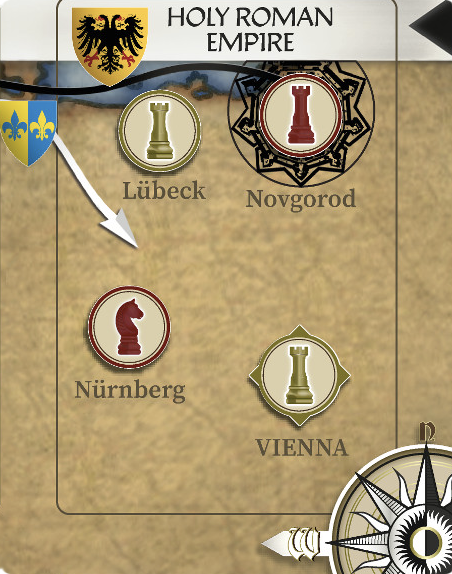 HOLY ROMAN
EMPIRE
Lübeck
Novgorod
Nürnberg
VIENNA
n